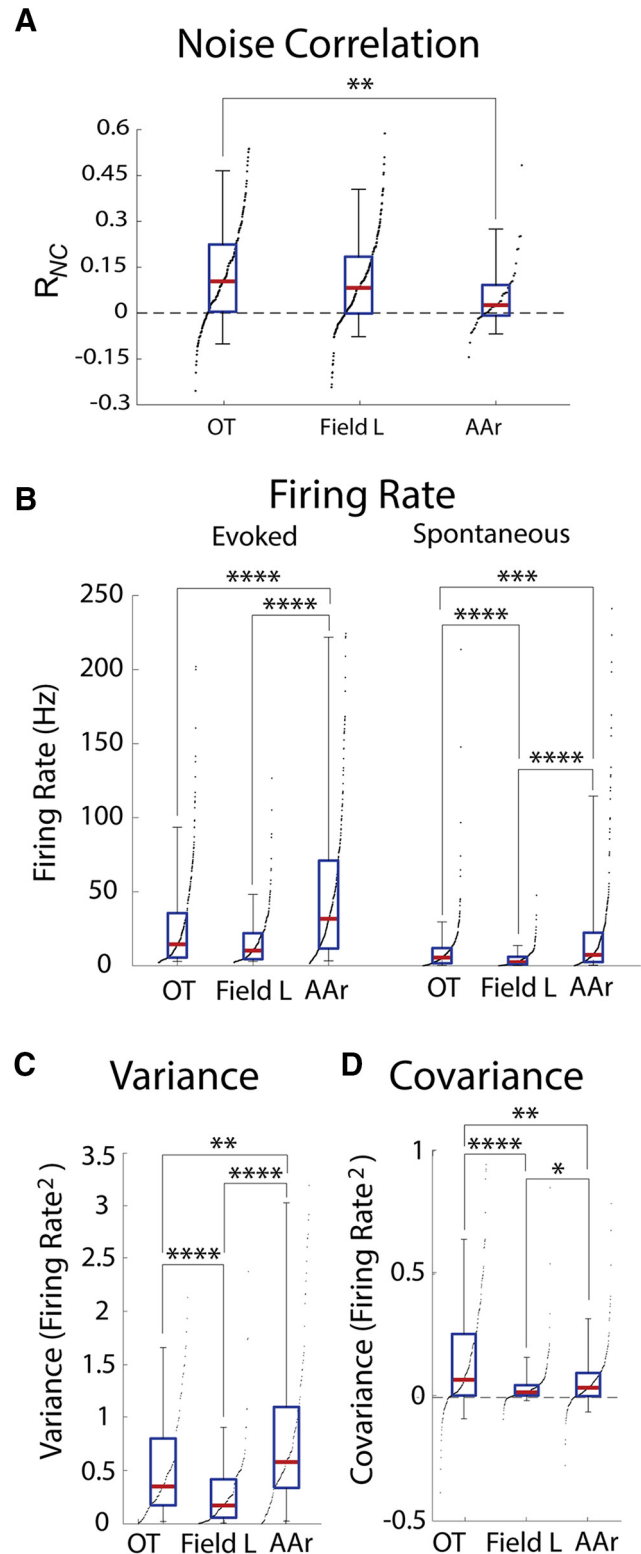 A
Noise Correlation
**
0.6
0.45
0.3
0.15
0
-0.15
-0.3
R_NC
OT Field L AAr
B
Firing Rate
Evoked Spontaneous
**** ***
**** ****
****
250
200
150
100
50
0
Firing Rate (Hz)
OT Field L AAr OT Field L AAr
C
Variance
**
****
****
3.5
3
2.5
2
1.5
1
0.5
0
Variance (Firing Rate²)
OT Field L AAr
D
Covariance
**
****
*
1
0.5
0
-0.5
Covariance (Firing Rate²)
OT Field L AAr